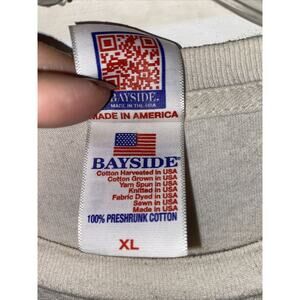 BAYSIDE.
MADE IN THE USA
MADE IN AMERICA
BAYSIDE®
Cotton Harvested in USA
Cotton Grown in USA
Yarn Spun in USA
Knitted in USA
Fabric Dyed in USA
Sewn in USA
Made in USA
100% PRESHRUNK COTTON
XL